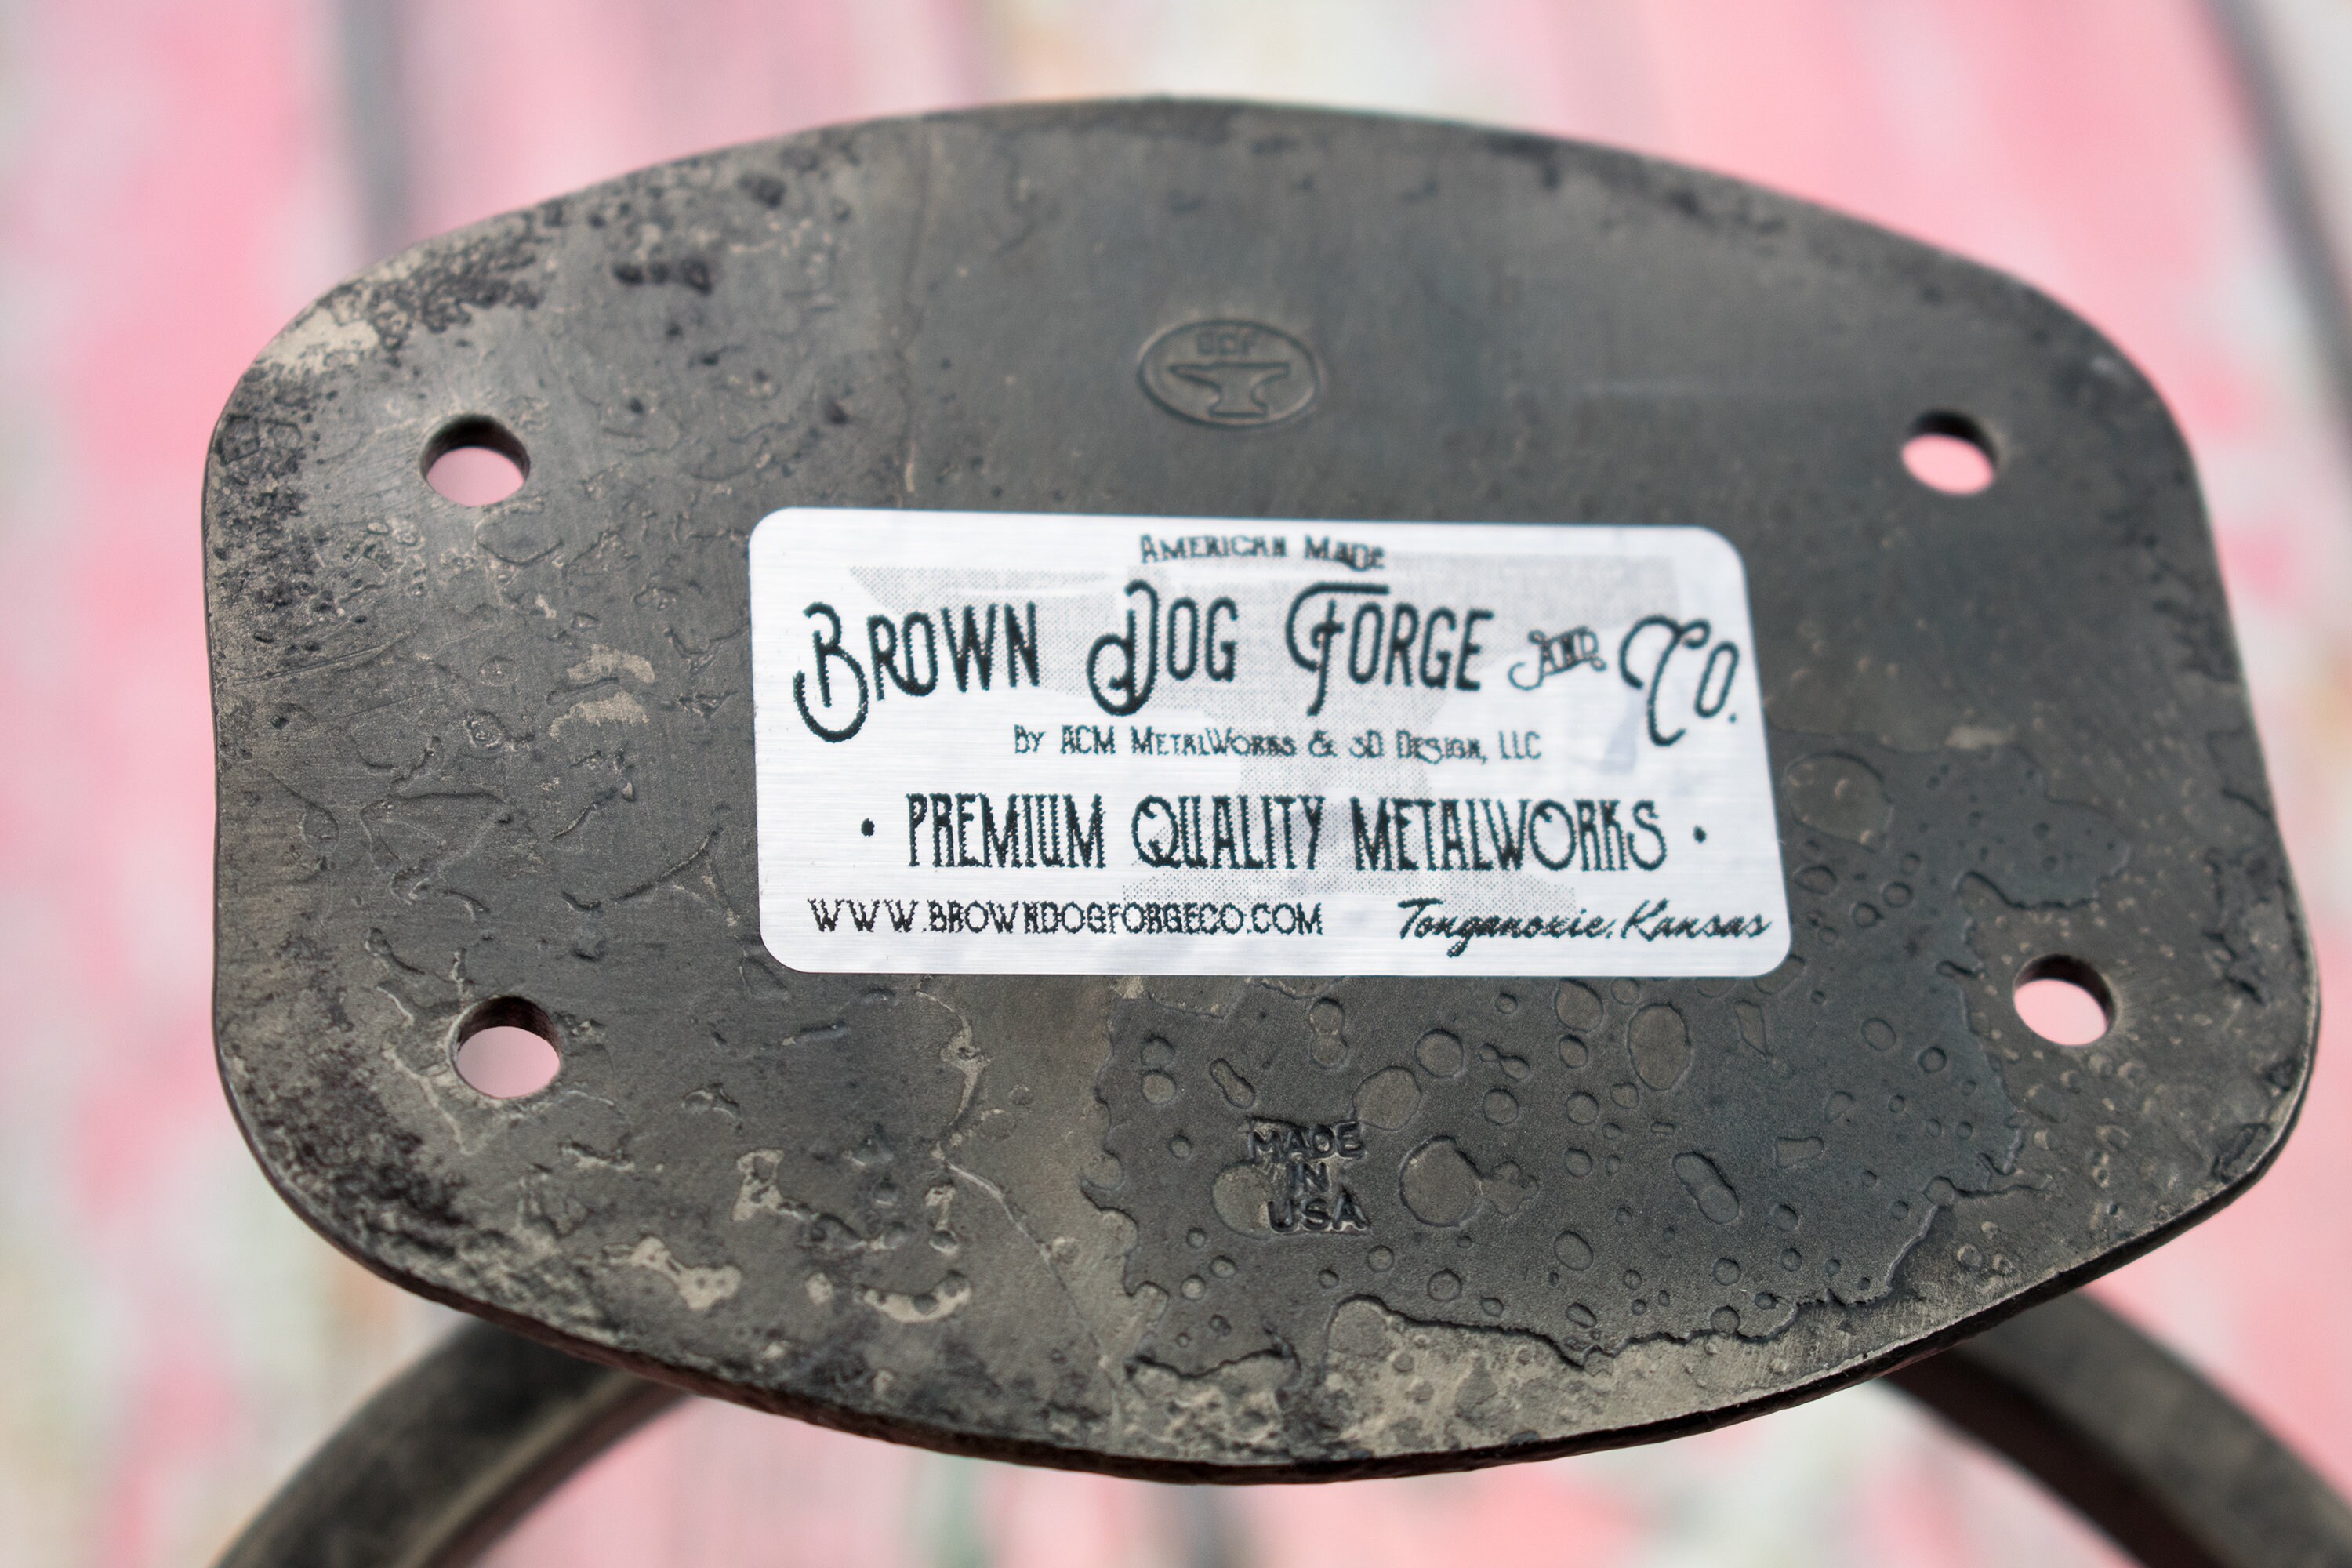 BDF
American Made
Brown Dog Forge and Co.
By ACM MetalWorks & 3D Design, LLC
• PREMIUM QUALITY METALWORKS •
WWW.BROWNDOGFORGECO.COM Tonganoxie, Kansas
MADE
IN
USA